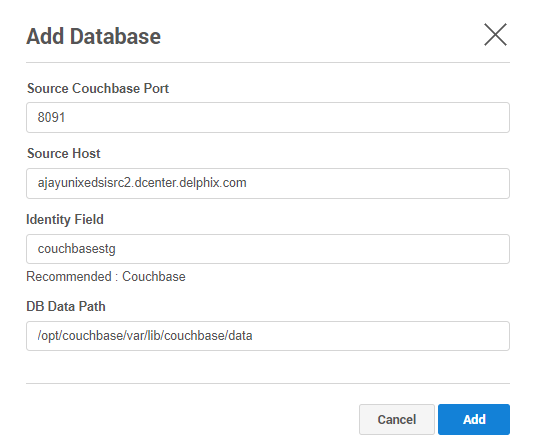 Add Database
Source Couchbase Port
8091
Source Host
ajayunixedsisrc2.dcenter.delphix.com
Identity Field
couchbasestg
Recommended : Couchbase
DB Data Path
/opt/couchbase/var/lib/couchbase/data
Cancel Add